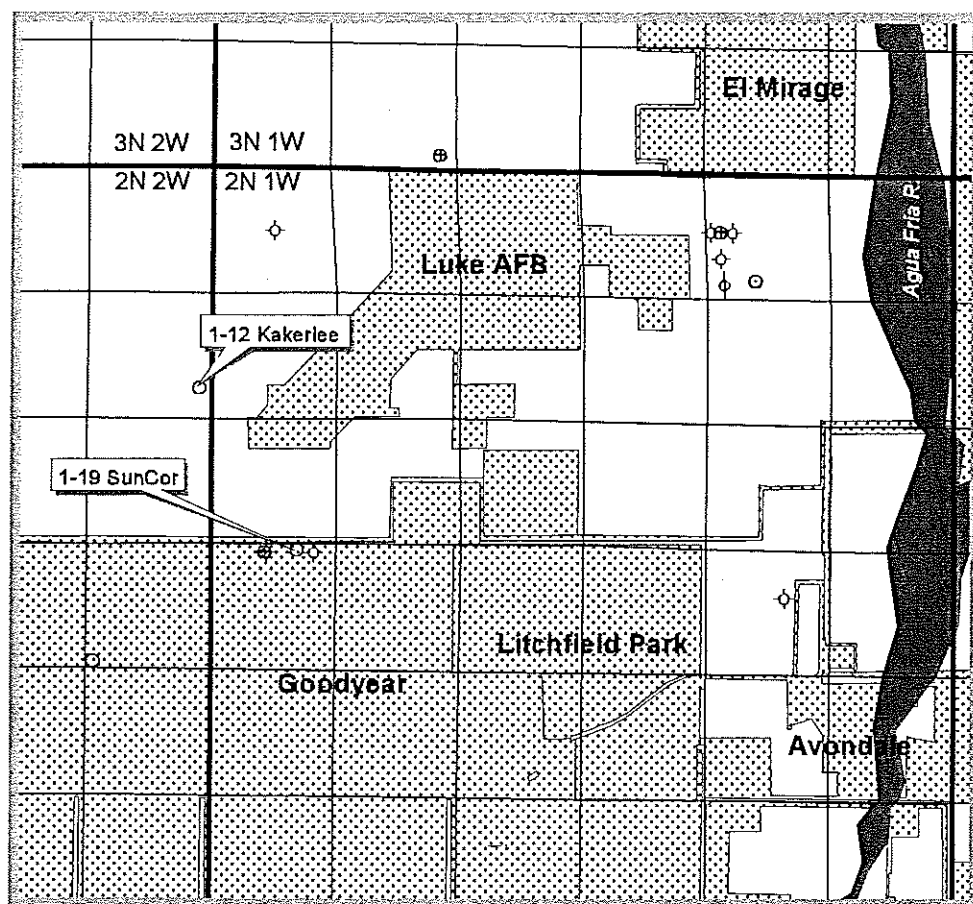 El Mirage
3N 2W
3N 1W
2N 2W
2N 1W
Agua Fria R.
Luke AFB
1-12 Kakerlee
1-19 SunCor
Litchfield Park
Goodyear
Avondale